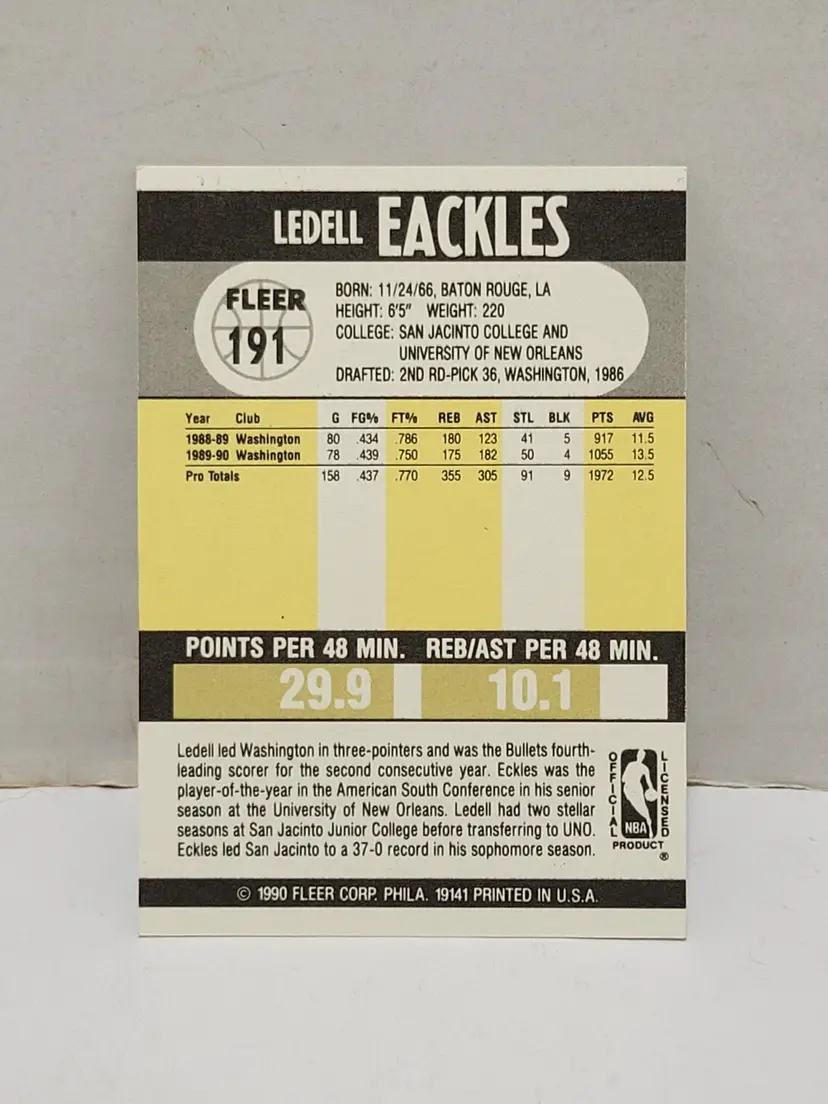 LEDELL EACKLES
FLEER
191
BORN: 11/24/66, BATON ROUGE, LA
HEIGHT: 6'5" WEIGHT: 220
COLLEGE: SAN JACINTO COLLEGE AND
UNIVERSITY OF NEW ORLEANS
DRAFTED: 2ND RD-PICK 36, WASHINGTON, 1986
Year Club G FG% FT% REB AST STL BLK PTS AVG
1988-89 Washington 80 .434 .786 180 123 41 5 917 11.5
1989-90 Washington 78 .439 .750 175 182 50 4 1055 13.5
Pro Totals 158 .437 .770 355 305 91 9 1972 12.5
POINTS PER 48 MIN. REB/AST PER 48 MIN.
29.9 10.1
Ledell led Washington in three-pointers and was the Bullets fourth-
leading scorer for the second consecutive year. Eckles was the
player-of-the-year in the American South Conference in his senior
season at the University of New Orleans. Ledell had two stellar
seasons at San Jacinto Junior College before transferring to UNO.
Eckles led San Jacinto to a 37-0 record in his sophomore season.
OFFICIAL
LICENSED
NBA
PRODUCT
®
© 1990 FLEER CORP. PHILA. 19141 PRINTED IN U.S.A.